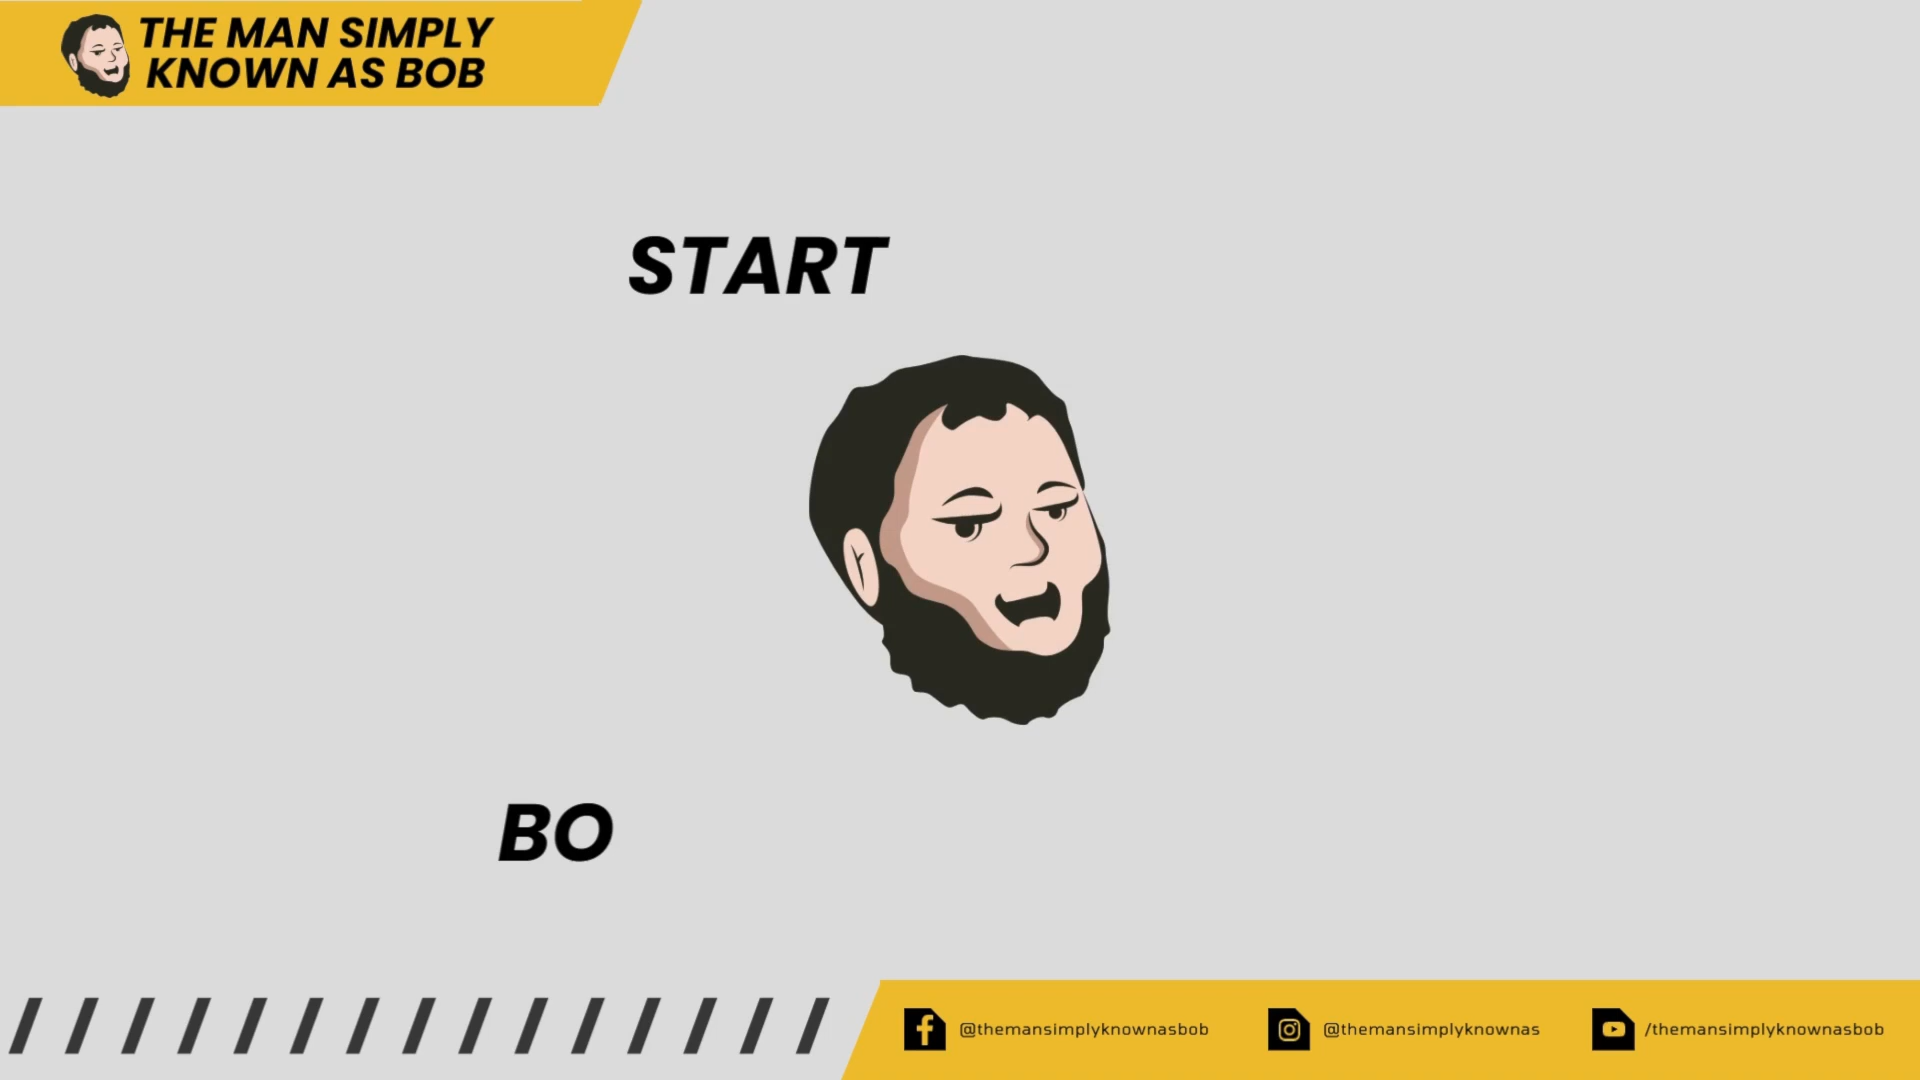 THE MAN SIMPLY
KNOWN AS BOB
START
BO
@themansimplyknownasbob
@themansimplyknownas
/themansimplyknownasbob